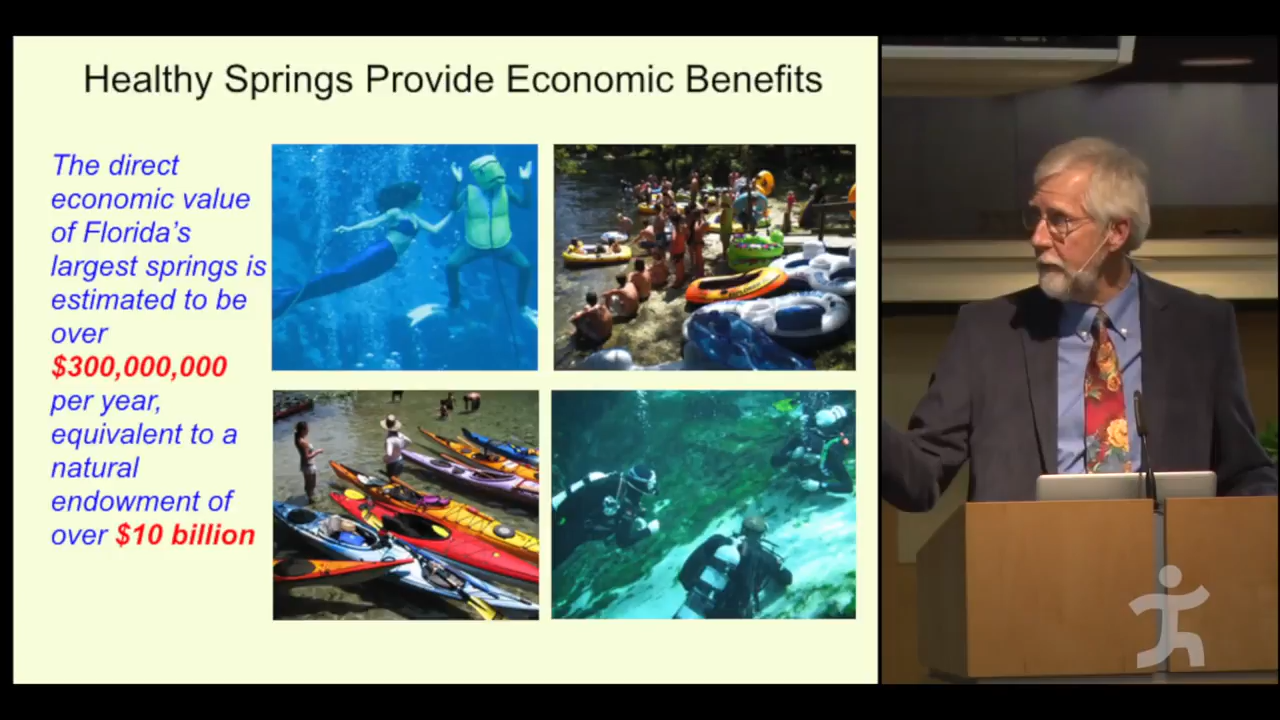 Healthy Springs Provide Economic Benefits
The direct
economic value
of Florida's
largest springs is
estimated to be
over
$300,000,000
per year,
equivalent to a
natural
endowment of
over $10 billion
EXPLORER